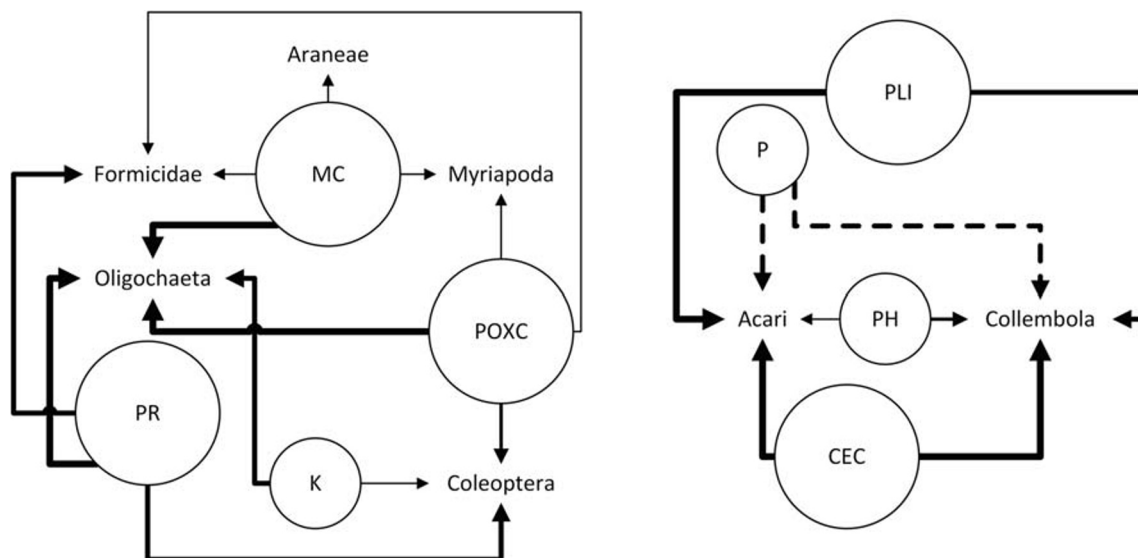 Araneae
Formicidae
MC
Myriapoda
Oligochaeta
POXC
PR
K
Coleoptera
PLI
P
Acari
PH
Collembola
CEC